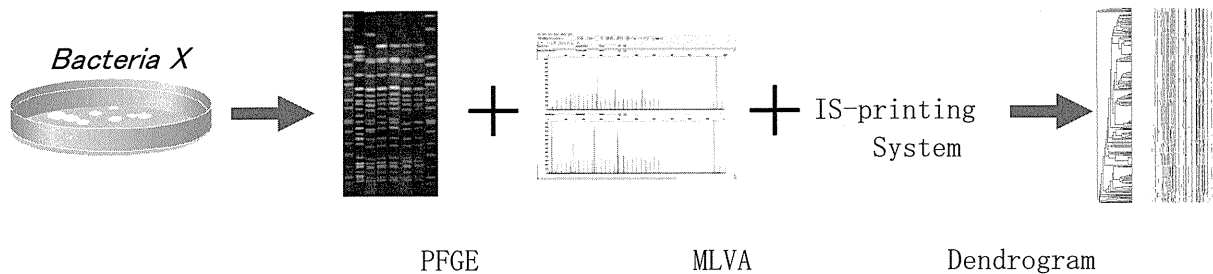 Bacteria X
IS-printing
System
PFGE
MLVA
Dendrogram